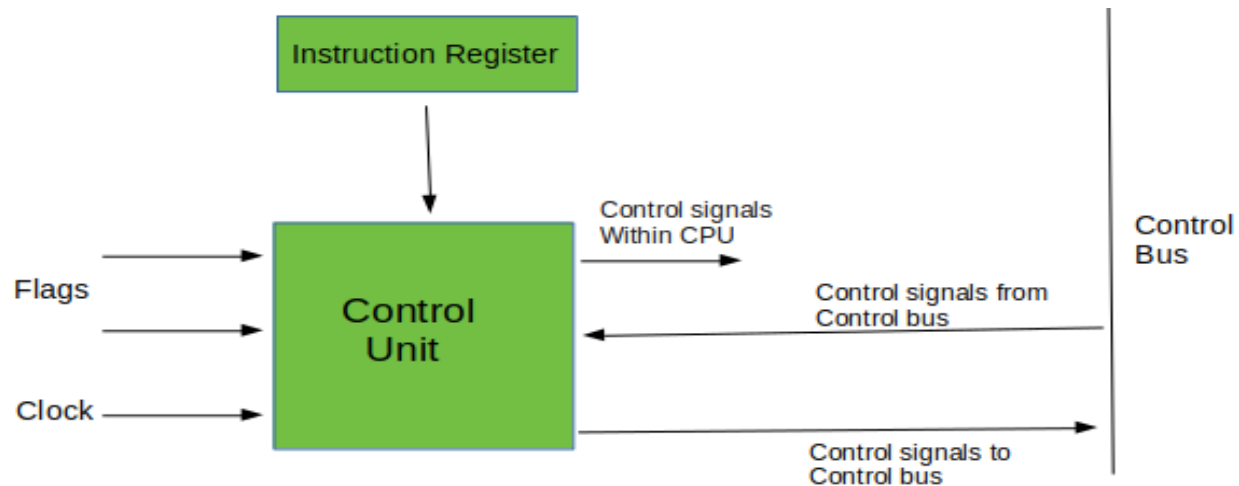 Instruction Register
Control signals
Within CPU
Control
Bus
Flags
Control
Unit
Control signals from
Control bus
Clock
Control signals to
Control bus